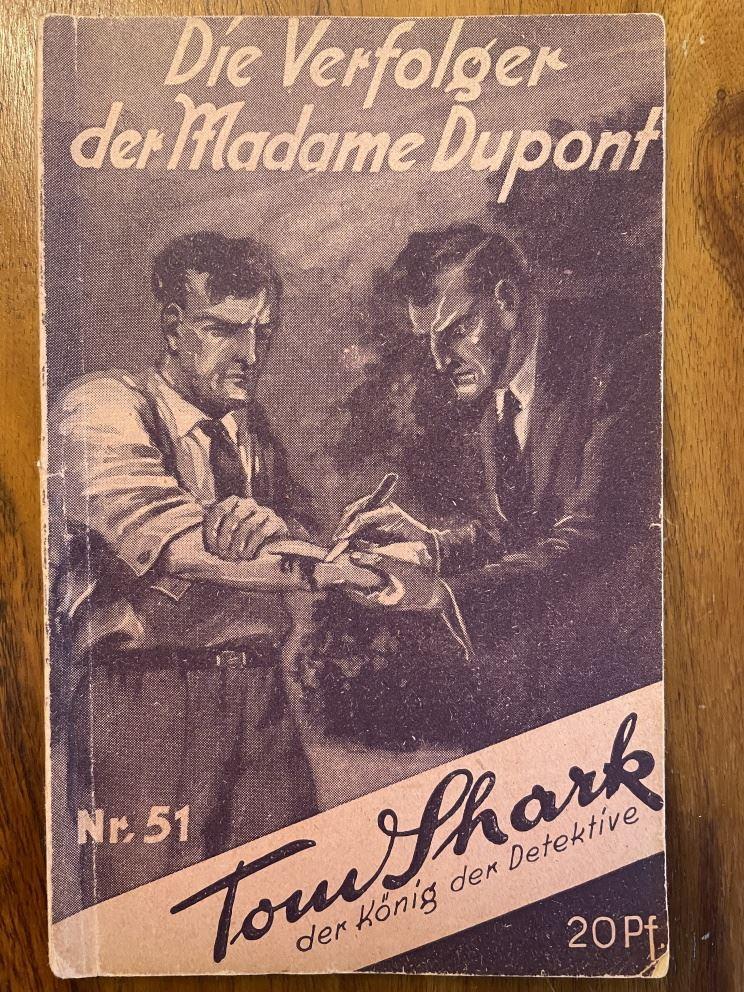 Die Verfolger
der Madame Dupont
Nr. 51
Tom Shark
der König der Detektive
20 Pf.